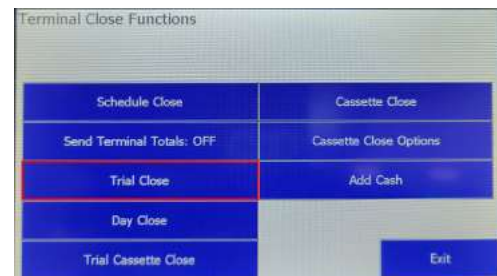 Terminal Close Functions
Schedule Close
Cassette Close
Send Terminal Totals: OFF
Cassette Close Options
Trial Close
Add Cash
Day Close
Trial Cassette Close
Exit